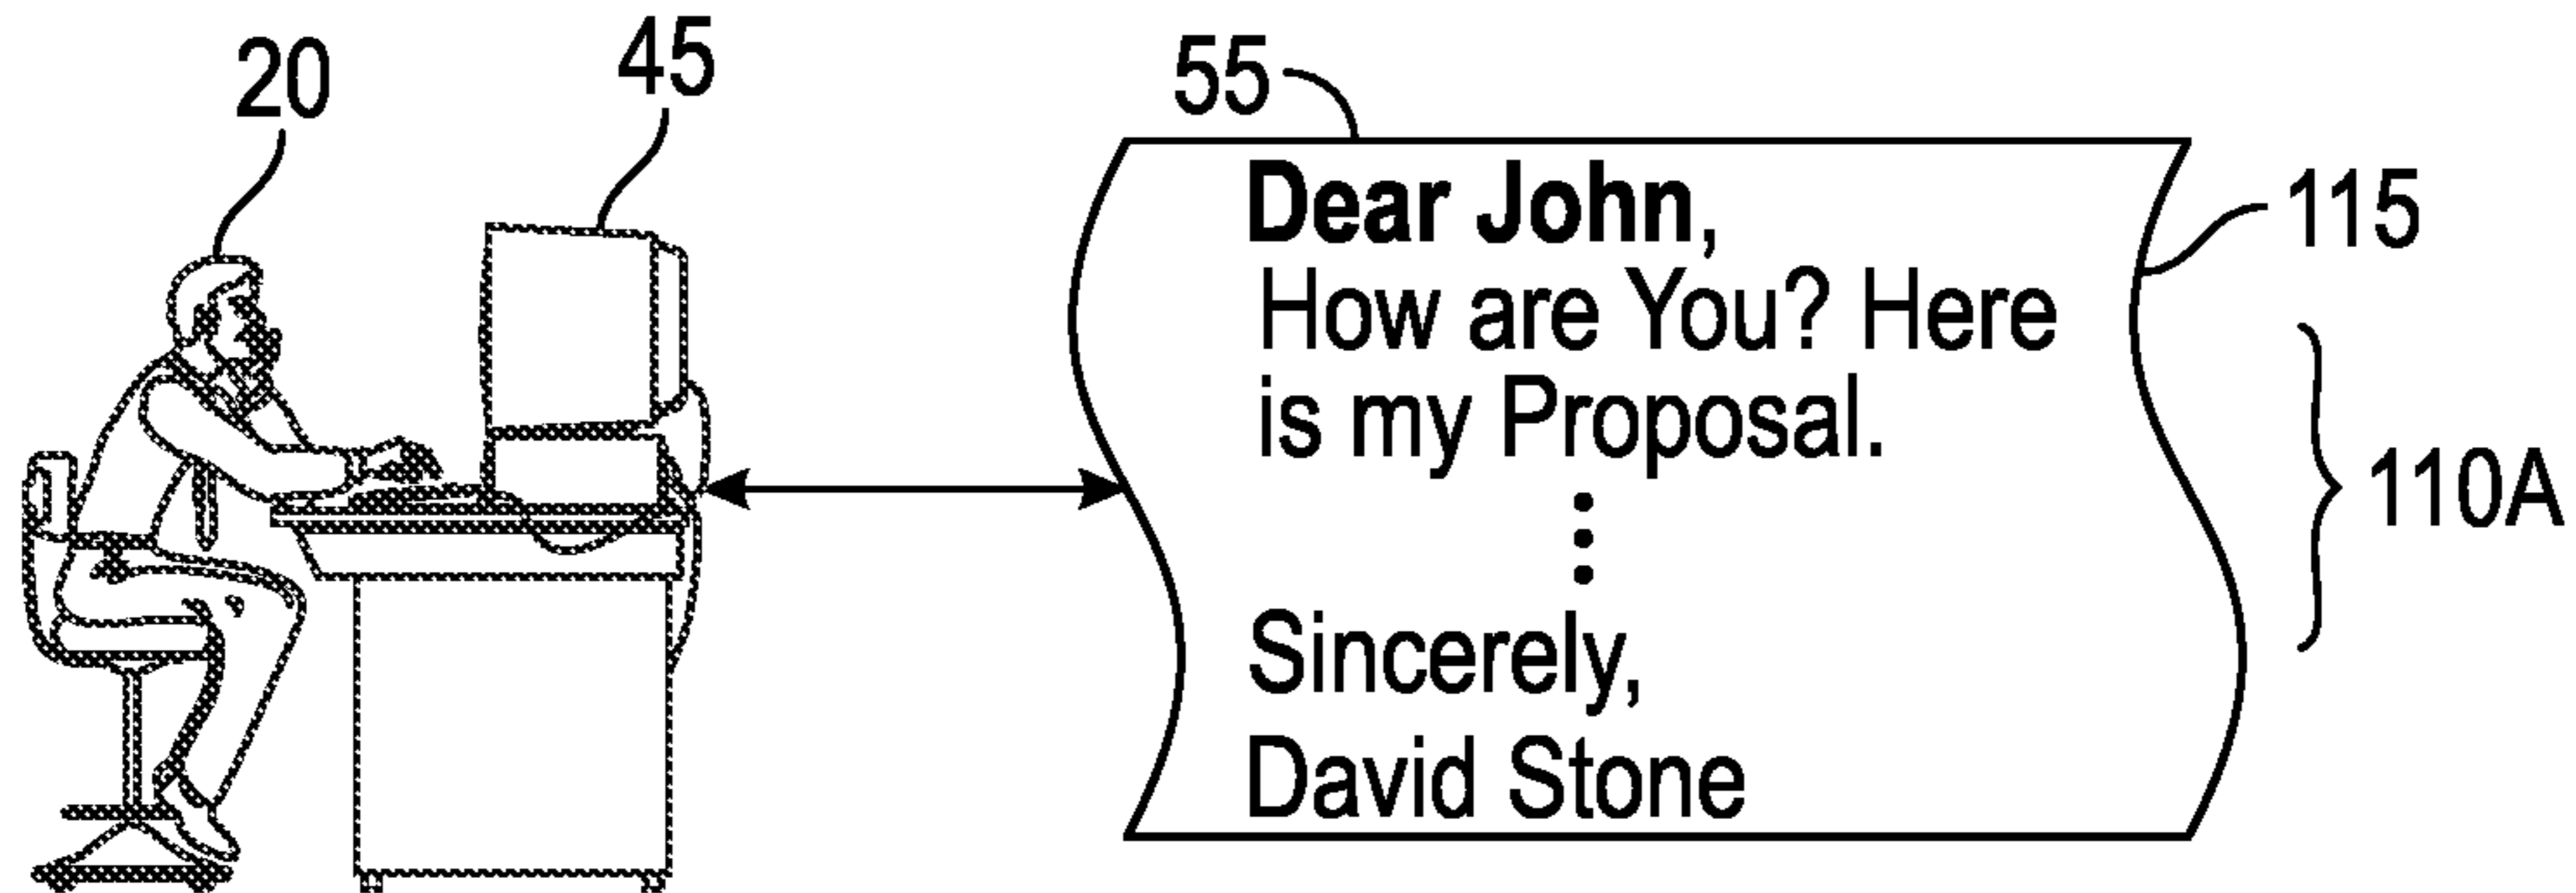 20
45
55
115
Dear John,
How are You? Here
is my Proposal.
110A
Sincerely,
David Stone